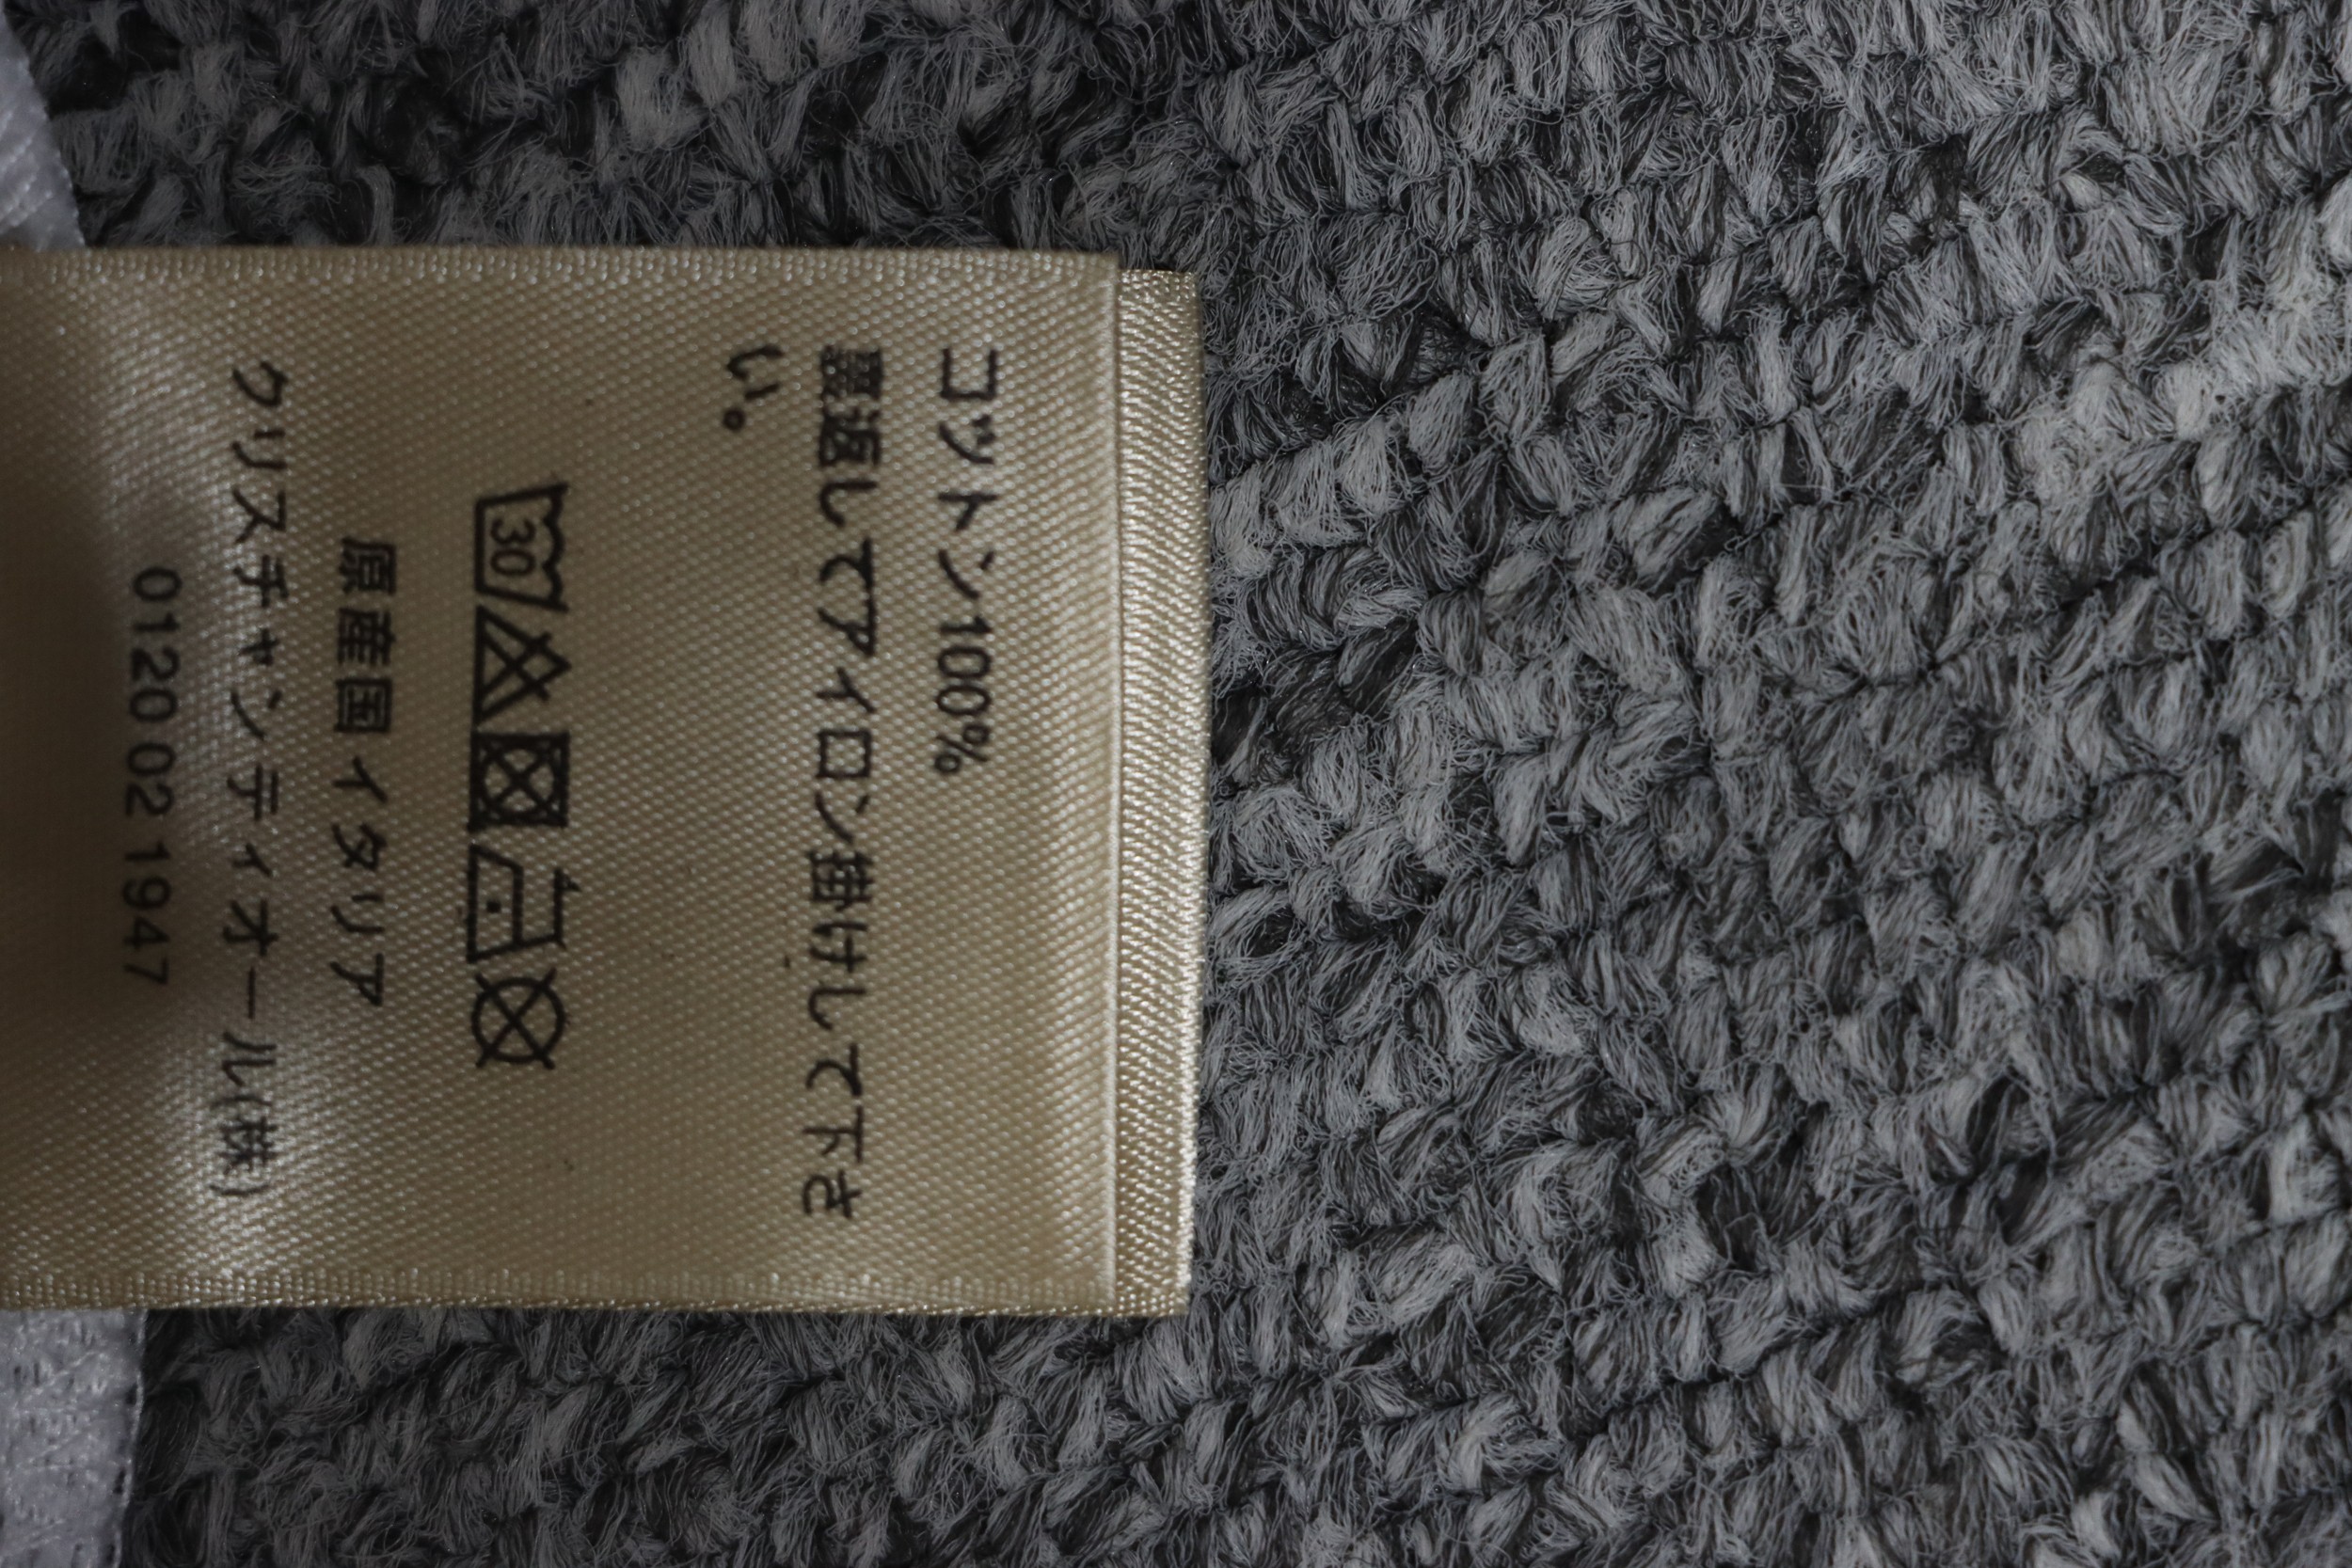 コットン100%
裏返してアイロン掛けして下さ
い。
30
原産国イタリア
クリスチャンディオール(株)
0120 02 1947